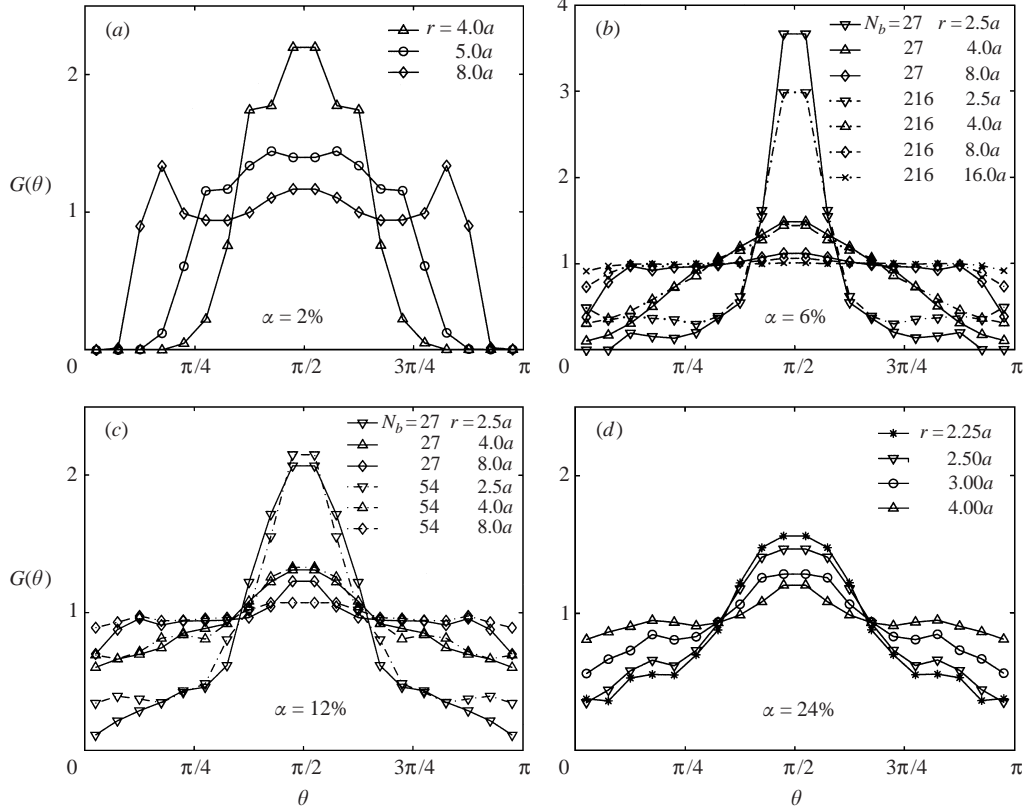 (a)
r = 4.0a
5.0a
8.0a
2
1
0
G(θ)
α = 2%
π/4
π/2
3π/4
π
(b)
N_b = 27 r = 2.5a
27 4.0a
27 8.0a
216 2.5a
216 4.0a
216 8.0a
216 16.0a
4
3
2
1
0
α = 6%
π/4
π/2
3π/4
π
(c)
N_b = 27 r = 2.5a
27 4.0a
27 8.0a
54 2.5a
54 4.0a
54 8.0a
2
1
0
G(θ)
α = 12%
π/4
π/2
3π/4
π
θ
(d)
r = 2.25a
2.50a
3.00a
4.00a
2
1
0
α = 24%
π/4
π/2
3π/4
π
θ